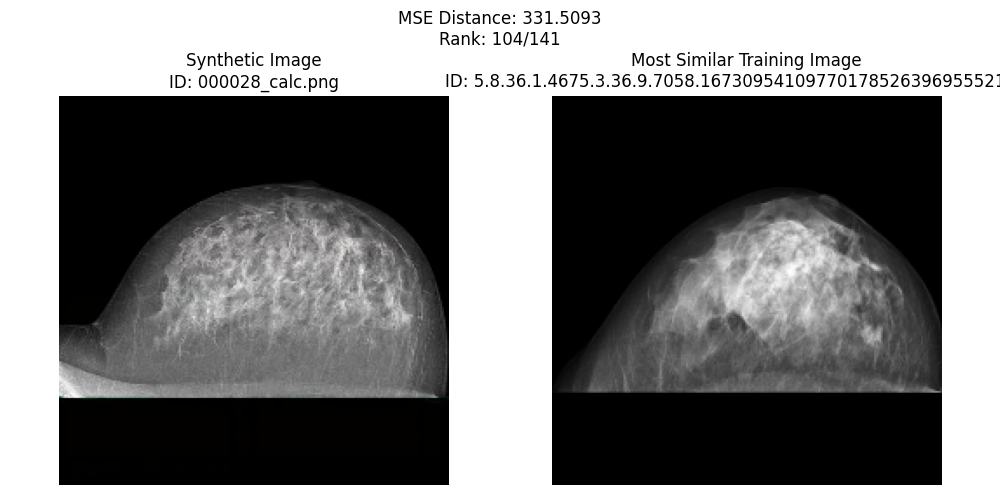 MSE Distance: 331.5093
Rank: 104/141
Synthetic Image
ID: 000028_calc.png
Most Similar Training Image
ID: 5.8.36.1.4675.3.36.9.7058.16730954109770178526396955521